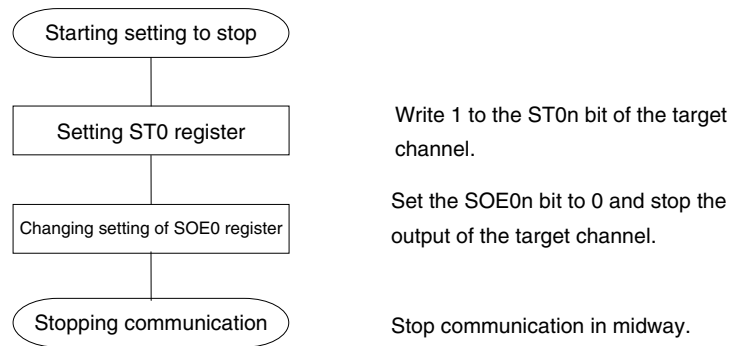 Starting setting to stop
Setting ST0 register
Write 1 to the ST0n bit of the target
channel.
Changing setting of SOE0 register
Set the SOE0n bit to 0 and stop the
output of the target channel.
Stopping communication
Stop communication in midway.